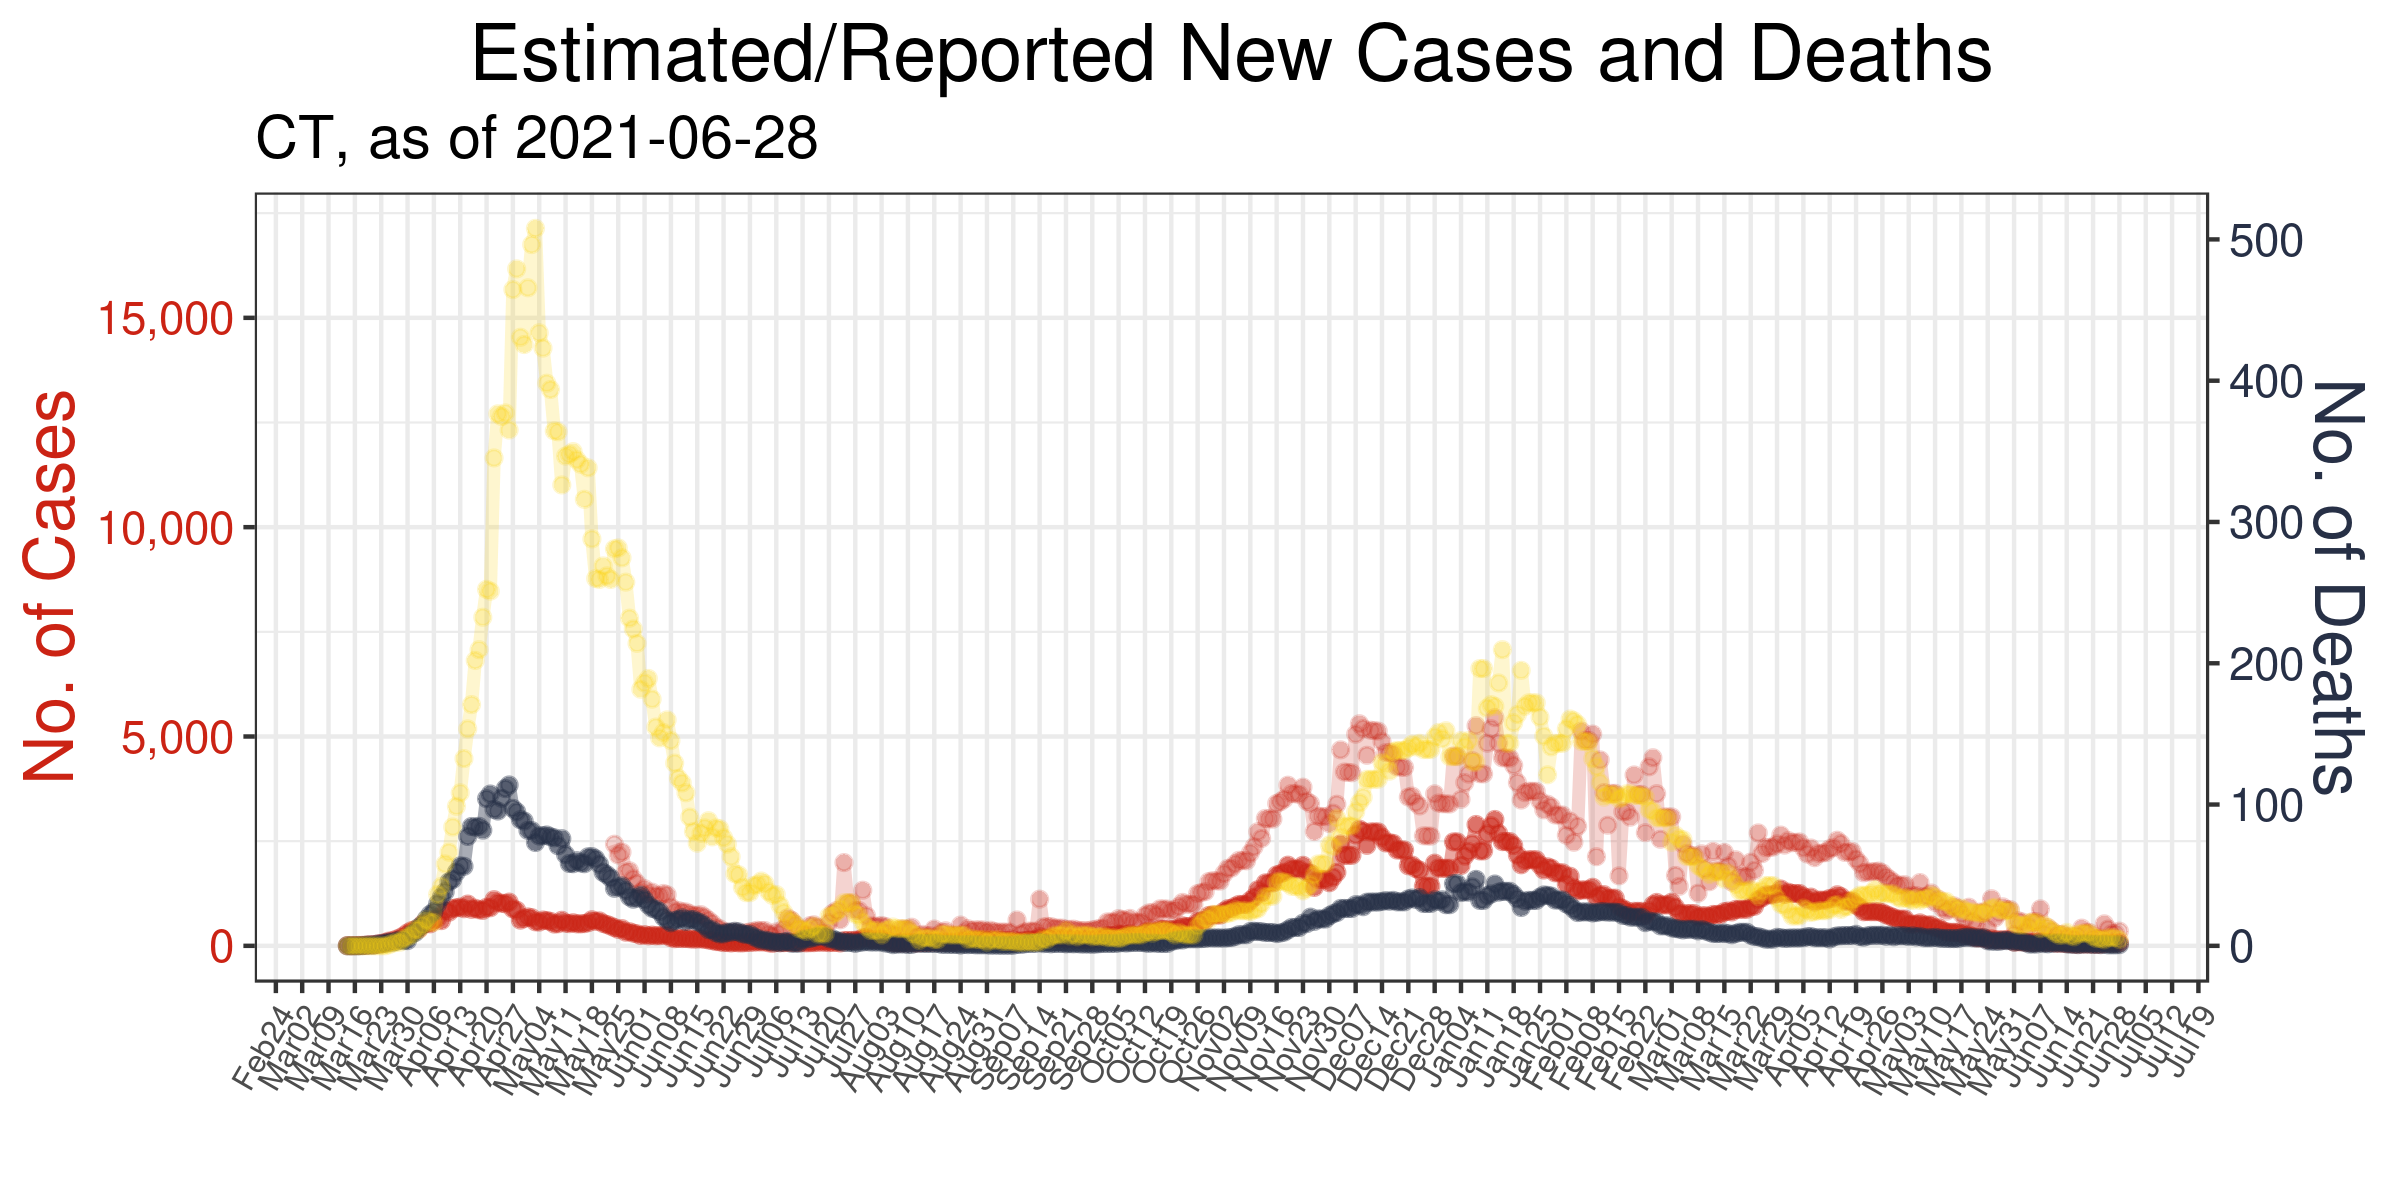 Estimated/Reported New Cases and Deaths
CT, as of 2021-06-28
No. of Cases
15,000
10,000
5,000
0
500
400
300
200
100
0
No. of Deaths
Feb24
Mar02
Mar09
Mar16
Mar23
Mar30
Apr06
Apr13
Apr20
Apr27
May04
May11
May18
May25
Jun01
Jun08
Jun15
Jun22
Jun29
Jul06
Jul13
Jul20
Jul27
Aug03
Aug10
Aug17
Aug24
Aug31
Sep07
Sep14
Sep21
Sep28
Oct05
Oct12
Oct19
Oct26
Nov02
Nov09
Nov16
Nov23
Nov30
Dec07
Dec14
Dec21
Dec28
Jan04
Jan11
Jan18
Jan25
Feb01
Feb08
Feb15
Feb22
Mar01
Mar08
Mar15
Mar22
Mar29
Apr05
Apr12
Apr19
Apr26
May03
May10
May17
May24
May31
Jun07
Jun14
Jun21
Jun28
Jul05
Jul12
Jul19